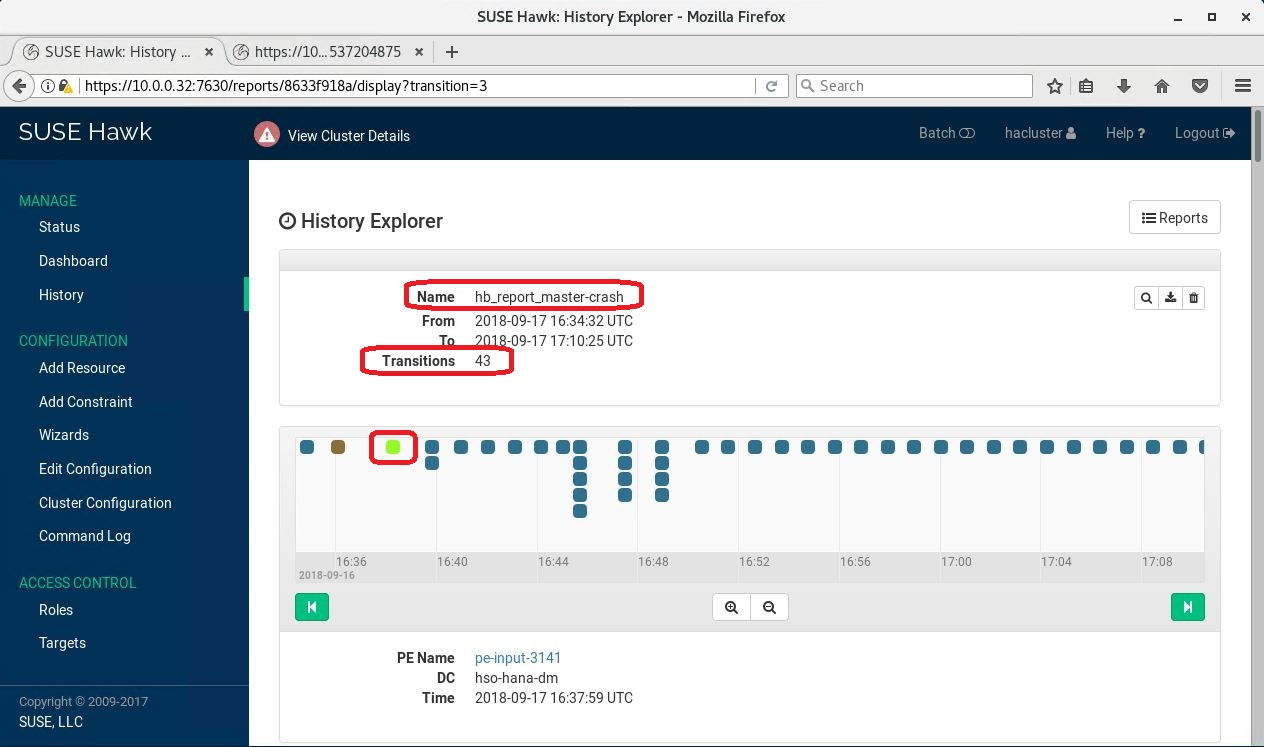 SUSE Hawk: History Explorer - Mozilla Firefox
SUSE Hawk: History ...
https://10...537204875
https://10.0.0.32:7630/reports/8633f918a/display?transition=3
Search
SUSE Hawk
View Cluster Details
Batch
hacluster
Help ?
Logout
MANAGE
Status
Dashboard
History
CONFIGURATION
Add Resource
Add Constraint
Wizards
Edit Configuration
Cluster Configuration
Command Log
ACCESS CONTROL
Roles
Targets
Copyright © 2009-2017
SUSE, LLC
History Explorer
Reports
Name hb_report_master-crash
From 2018-09-17 16:34:32 UTC
To 2018-09-17 17:10:25 UTC
Transitions 43
16:36 16:40 16:44 16:48 16:52 16:56 17:00 17:04 17:08
2018-09-16
PE Name pe-input-3141
DC hso-hana-dm
Time 2018-09-17 16:37:59 UTC